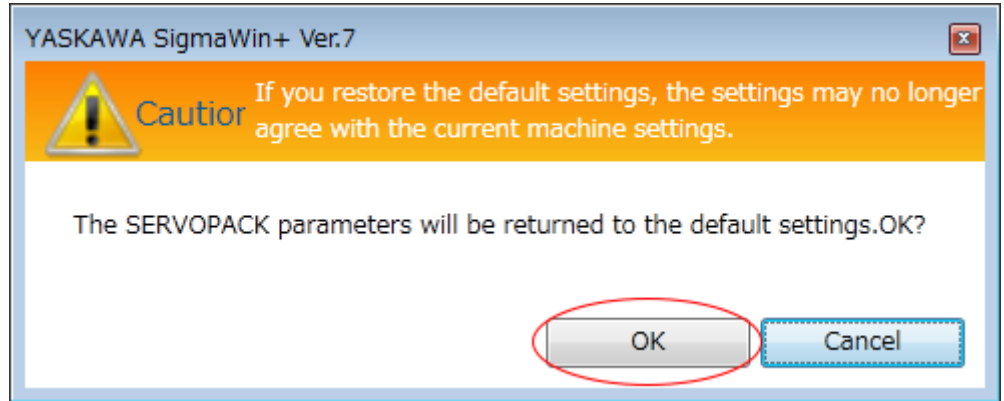 YASKAWA SigmaWin+ Ver.7
Cautior
If you restore the default settings, the settings may no longer
agree with the current machine settings.
The SERVOPACK parameters will be returned to the default settings.OK?
OK
Cancel